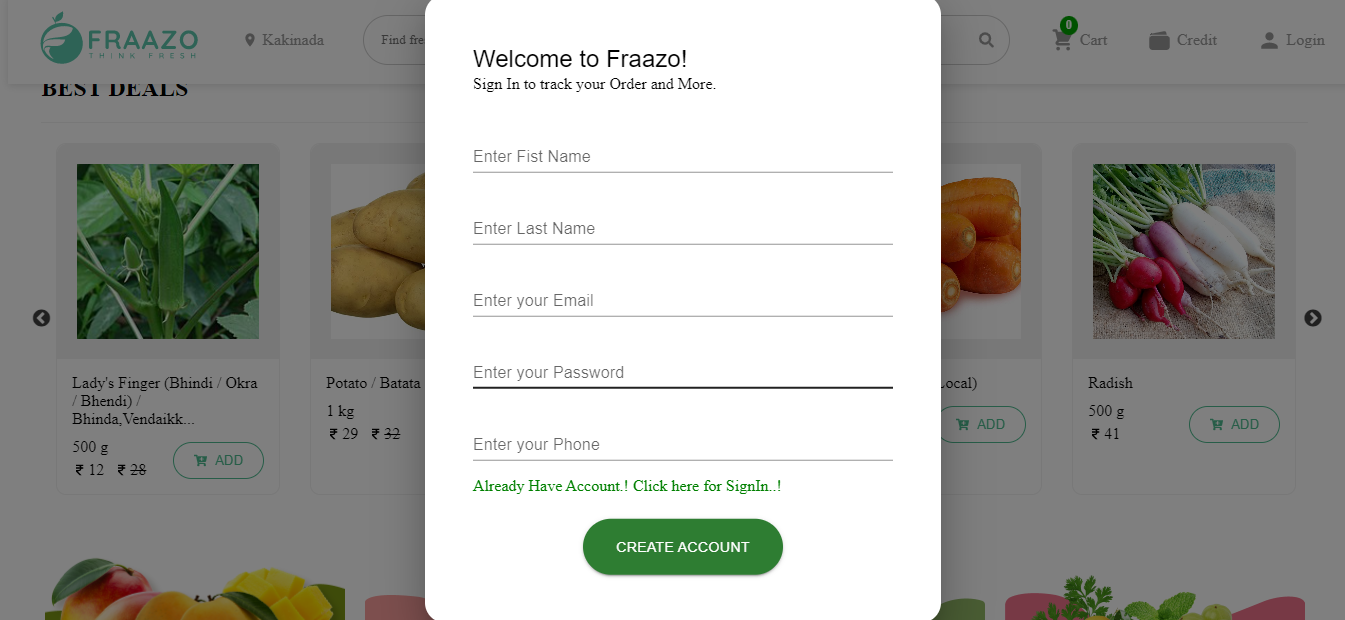 FRAAZO
THINK FRESH
Kakinada
Find fre
0
Cart
Credit
Login
BEST DEALS
Welcome to Fraazo!
Sign In to track your Order and More.
Enter Fist Name
Enter Last Name
Enter your Email
Enter your Password
Enter your Phone
Already Have Account.! Click here for SignIn..!
CREATE ACCOUNT
Lady's Finger (Bhindi / Okra
/ Bhendi) /
Bhinda,Vendaikk...
500 g
₹ 12 ₹ 28
ADD
Potato / Batata
1 kg
₹ 29 ₹ 32
Local)
ADD
Radish
500 g
₹ 41
ADD